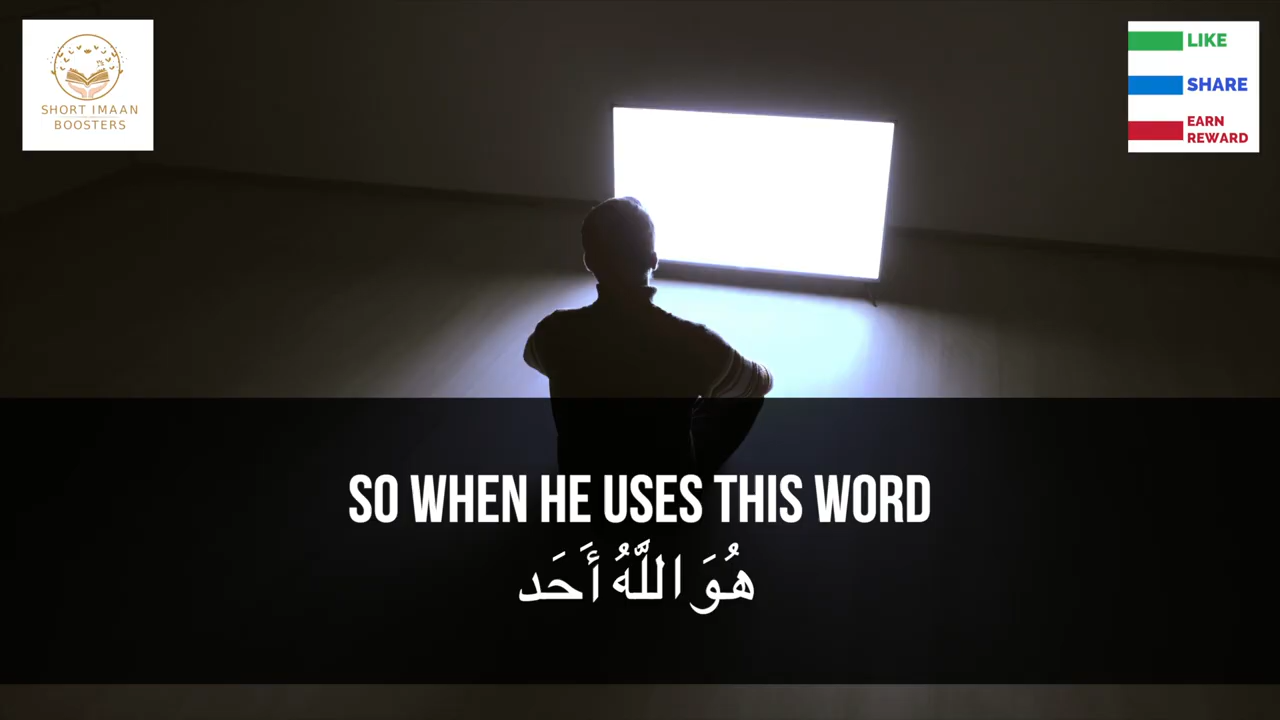 SHORT IMAAN
BOOSTERS
LIKE
SHARE
EARN
REWARD
SO WHEN HE USES THIS WORD
هُوَ اللَّهُ أَحَد